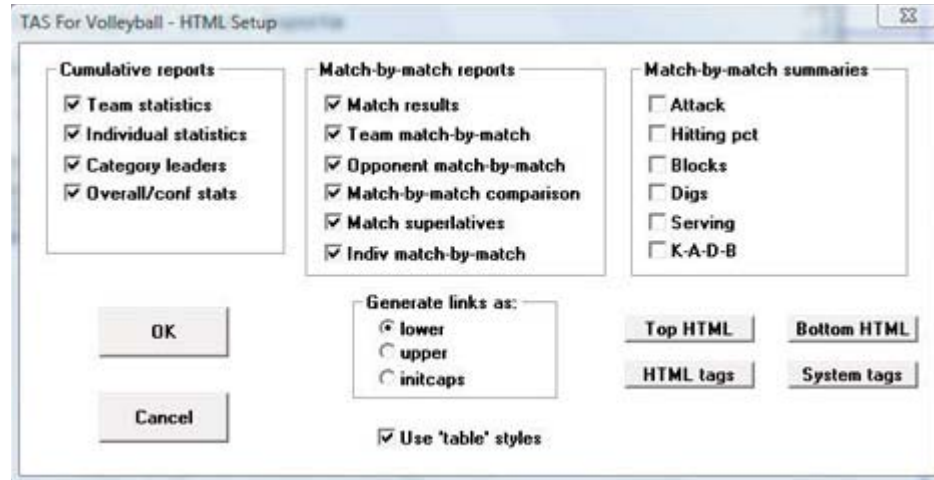 TAS For Volleyball - HTML Setup
Cumulative reports
Team statistics
Individual statistics
Category leaders
Overall/conf stats
Match-by-match reports
Match results
Team match-by-match
Opponent match-by-match
Match-by-match comparison
Match superlatives
Indiv match-by-match
Match-by-match summaries
Attack
Hitting pct
Blocks
Digs
Serving
K-A-D-B
OK
Cancel
Generate links as:
lower
upper
initcaps
Use 'table' styles
Top HTML
Bottom HTML
HTML tags
System tags